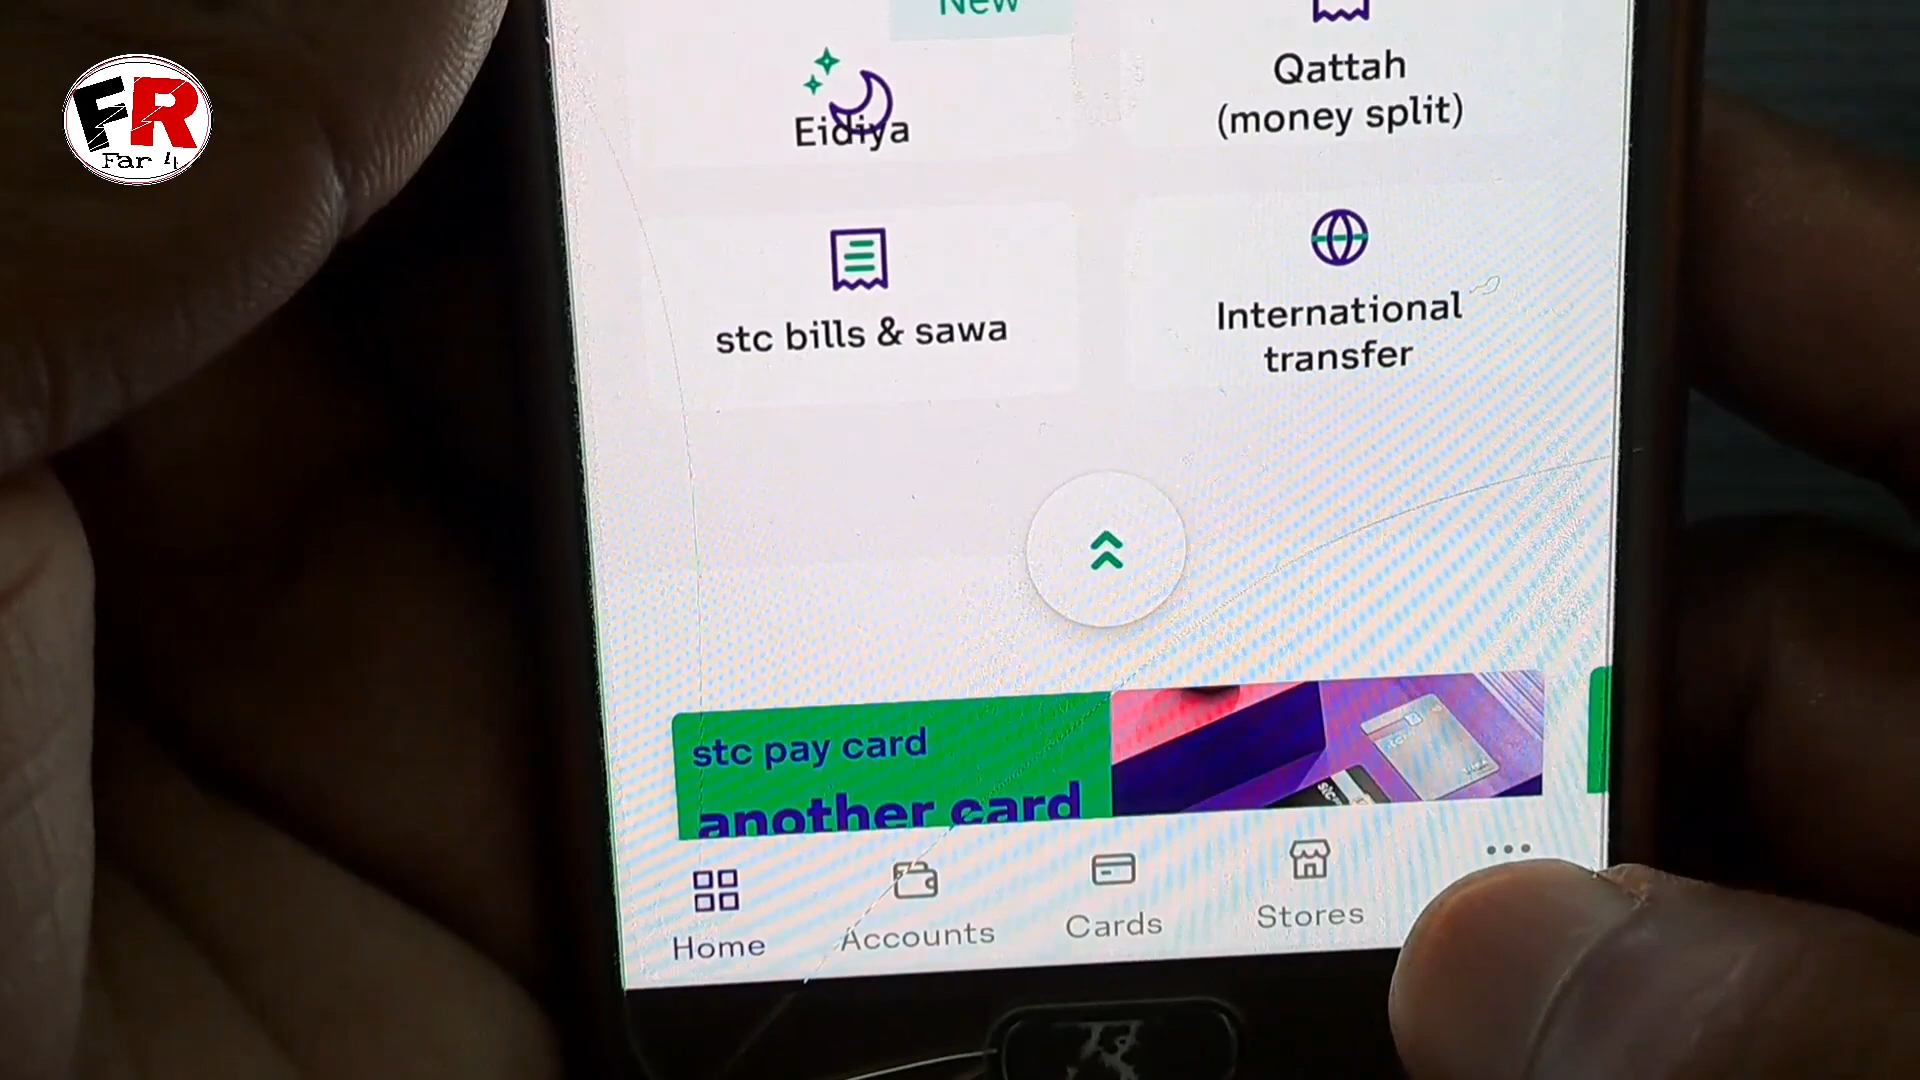 FR
Far 4
New
Eidiya
Qattah
(money split)
stc bills & sawa
International
transfer
stc pay card
another card
Home
Accounts
Cards
Stores